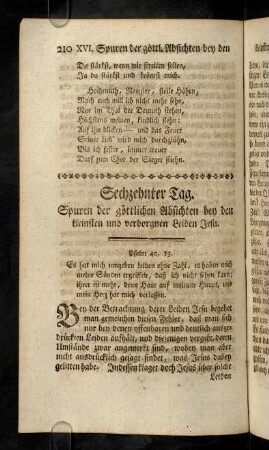 210 XVI. Spuren der göttl. Absichten bey den
Du stärkst, wenn wir streiten sollen,
Ja du stärkst und krönest mich.
Hochmuth, Neugier, steile Höhen,
Noch euch will ich nicht mehr sehn,
Nur im Thal der Demuth stehen,
Höchstens weinen, kindlich flehn:
Auf ihn blicken — und das Feuer
Seiner Lieb' wird mich durchglühn,
Bis ich fester, immer treuer
Darf zum Chor der Sieger ziehn.
Sechzehnter Tag.
Spuren der göttlichen Absichten bey den
kleinsten und verborgnen Leiden Jesu.
Psalm 40, 13.
Es hat mich umgeben Leiden ohne Zahl, es haben mich
meine Sünden ergriffen, daß ich nicht sehen kann;
ihrer ist mehr, denn Haar auf meinem Haupt, und
mein Herz hat mich verlassen.
Bey der Betrachtung derer Leiden Jesu begehet
man gemeinhin diesen Fehler, daß man sich
nur bey denen offenbaren und deutlich ausge-
drückten Leiden aufhält, und diejenigen vergißt, deren
Umstände zwar angemerkt sind, wobey man aber
nicht ausdrücklich gesagt findet, was Jesus dabey
gelitten habe. Indessen klaget doch Jesus über solche
Leiden